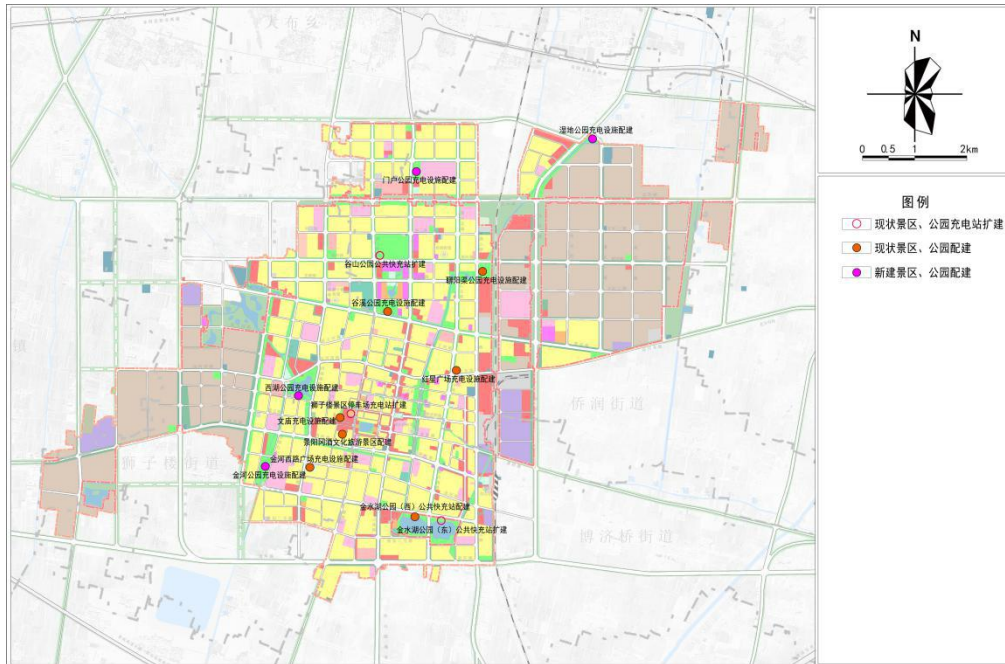 N
0 0.5 1 2km
图例
现状景区、公园充电站扩建
现状景区、公园配建
新建景区、公园配建
湿地公园充电设施配建
门户公园充电设施配建
谷山公园公共快充站扩建
朝阳渠公园充电设施配建
谷溪公园充电设施配建
红星广场充电设施配建
西湖公园充电设施配建
狮子楼景区停车场充电站扩建
文庙充电设施配建
景阳冈酒文化旅游景区配建
金河西路广场充电设施配建
金河公园充电设施配建
金水湖公园（西）公共快充站配建
金水湖公园（东）公共快充站扩建
侨润街道
狮子楼街道
博济桥街道